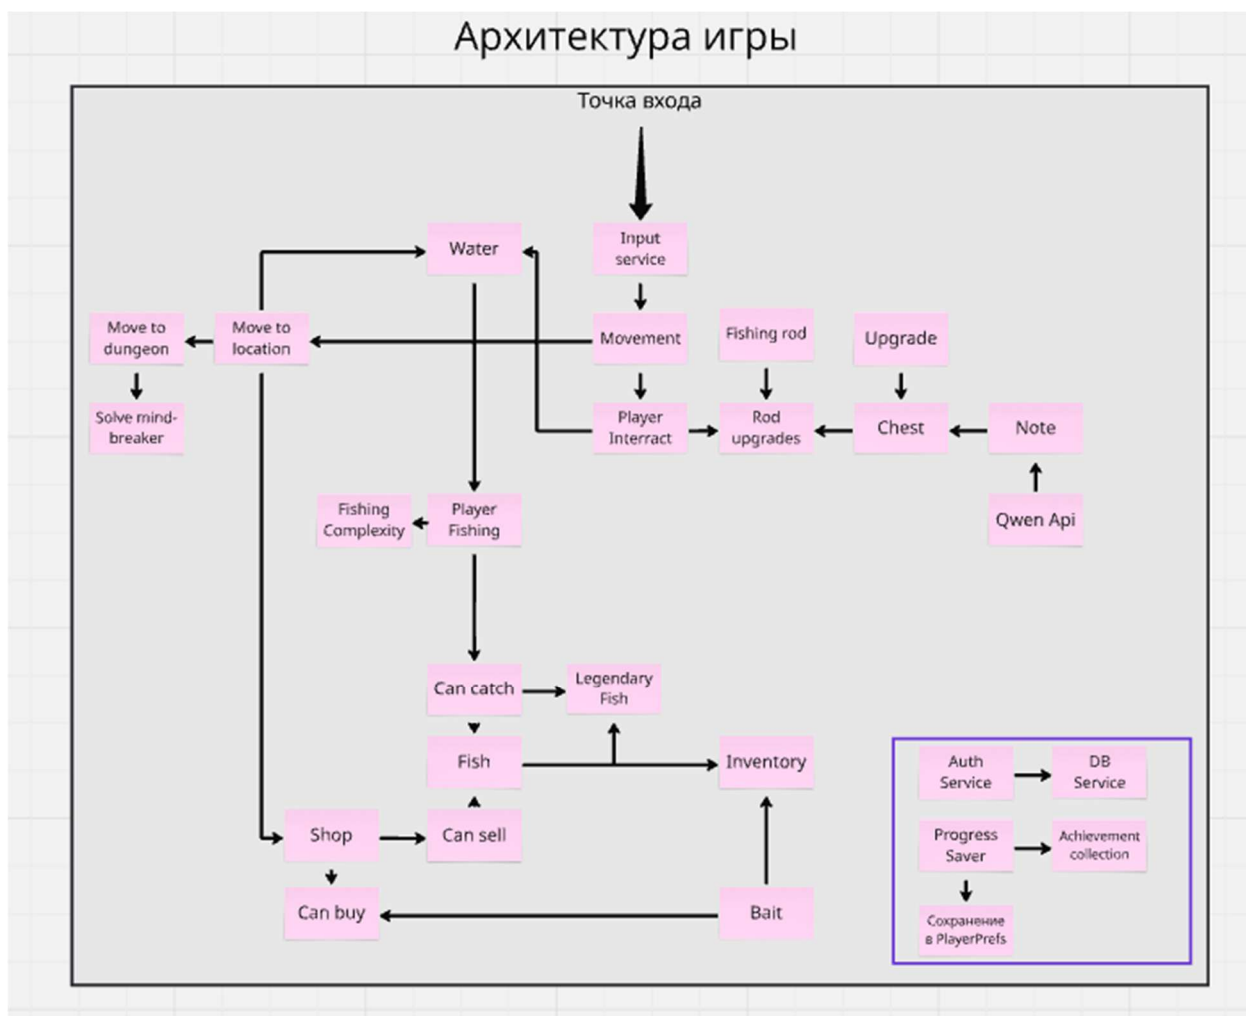 Архитектура игры
Точка входа
Water
Input
service
Move to
dungeon
Move to
location
Movement
Fishing rod
Upgrade
Solve mind-
breaker
Player
Interract
Rod
upgrades
Chest
Note
Fishing
Complexity
Player
Fishing
Qwen Api
Can catch
Legendary
Fish
Fish
Inventory
Shop
Can sell
Can buy
Bait
Auth
Service
DB
Service
Progress
Saver
Achievement
collection
Сохранение
в PlayerPrefs